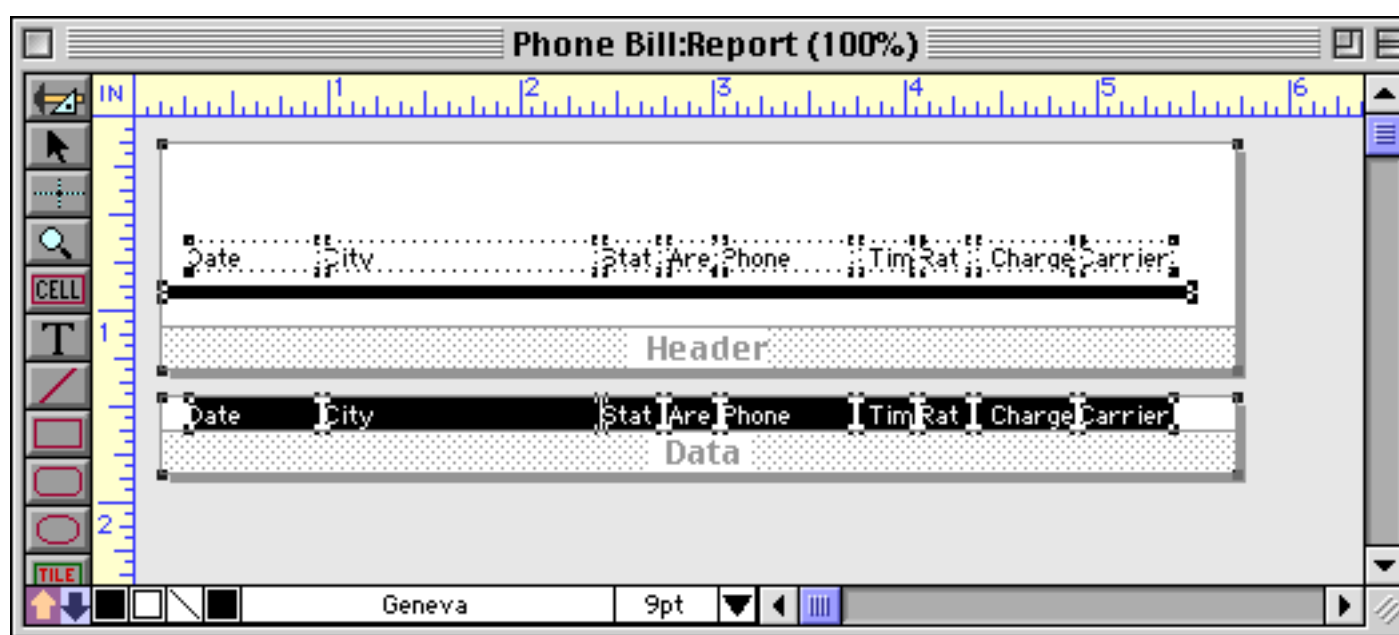 Phone Bill:Report (100%)
IN 1 2 3 4 5 6
Date City Stat Are Phone Tim Rat Charge Carrier
CELL
T
1
Header
Date City Stat Are Phone Tim Rat Charge Carrier
Data
2
TILE
Geneva 9pt